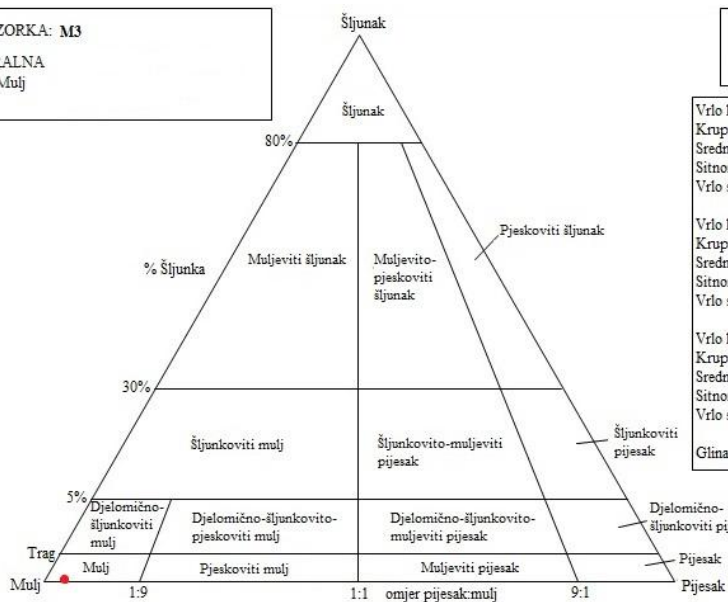 ZORKA: M3
ALNA
Mulj
Šljunak
Šljunak
80%
% Šljunka
Muljeviti šljunak
Muljevito-
pjeskoviti
šljunak
Pjeskoviti šljunak
30%
Šljunkoviti mulj
Šljunkovito-muljeviti
pijesak
Šljunkoviti
pijesak
5%
Djelomično-
šljunkoviti
mulj
Djelomično-šljunkovito-
pjeskoviti mulj
Djelomično-šljunkovito-
muljeviti pijesak
Djelomično-
šljunkoviti pij
Trag
Mulj
Pjeskoviti mulj
Muljeviti pijesak
Pijesak
Mulj
1:9
1:1
omjer pijesak:mulj
9:1
Pijesak
Vrlo
Krup
Sredn
Sitno
Vrlo
Vrlo
Krup
Sredn
Sitno
Vrlo
Vrlo
Krup
Sredn
Sitno
Vrlo
Glina